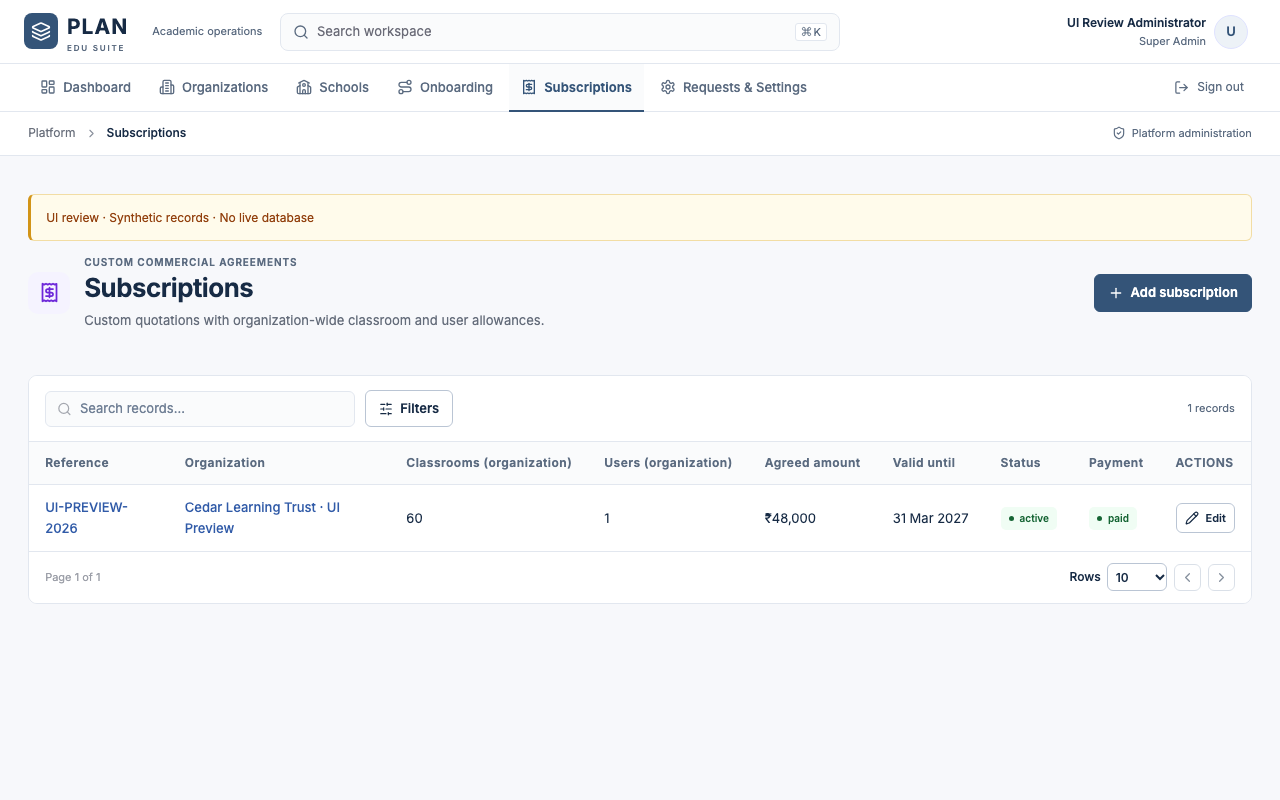 PLAN
EDU SUITE
Academic operations
Search workspace
⌘ K
UI Review Administrator
Super Admin
U
Dashboard
Organizations
Schools
Onboarding
Subscriptions
Requests & Settings
Sign out
Platform
Subscriptions
Platform administration
UI review · Synthetic records · No live database
CUSTOM COMMERCIAL AGREEMENTS
Subscriptions
Custom quotations with organization-wide classroom and user allowances.
Add subscription
Search records...
Filters
1 records
Reference
Organization
Classrooms (organization)
Users (organization)
Agreed amount
Valid until
Status
Payment
ACTIONS
UI-PREVIEW-
2026
Cedar Learning Trust · UI
Preview
60
1
₹48,000
31 Mar 2027
active
paid
Edit
Page 1 of 1
Rows
10